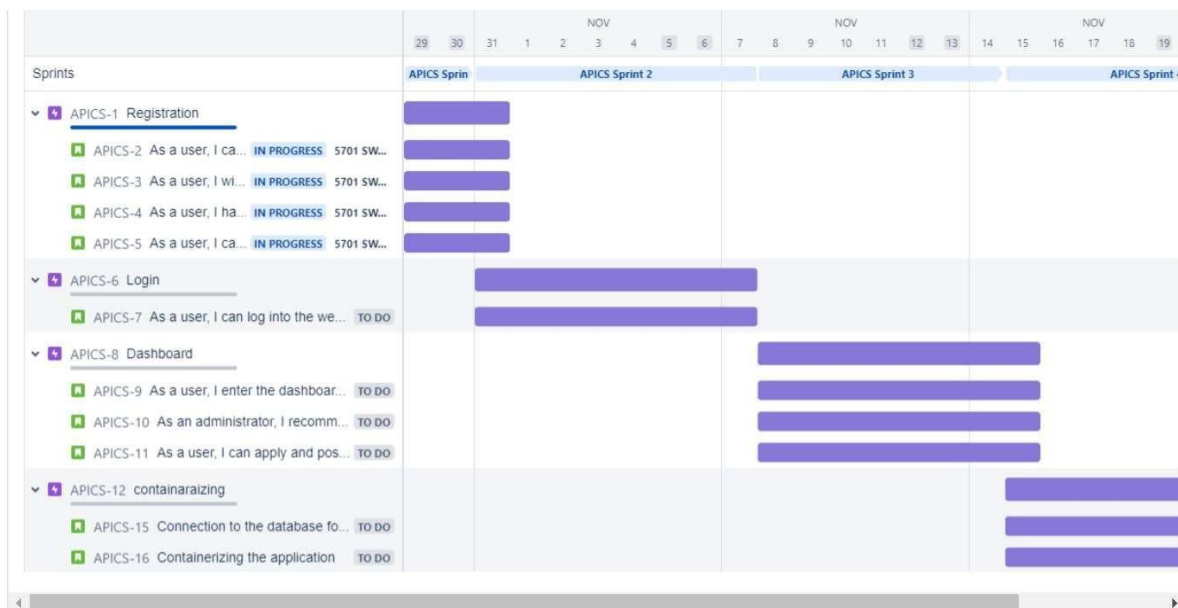 NOV NOV NOV
29 30 31 1 2 3 4 5 6 7 8 9 10 11 12 13 14 15 16 17 18 19
Sprints APICS Sprin APICS Sprint 2 APICS Sprint 3 APICS Sprint
APICS-1 Registration
APICS-2 As a user, I ca... IN PROGRESS 5701 SW...
APICS-3 As a user, I wi... IN PROGRESS 5701 SW...
APICS-4 As a user, I ha... IN PROGRESS 5701 SW...
APICS-5 As a user, I ca... IN PROGRESS 5701 SW...
APICS-6 Login
APICS-7 As a user, I can log into the we... TO DO
APICS-8 Dashboard
APICS-9 As a user, I enter the dashboar... TO DO
APICS-10 As an administrator, I recomm... TO DO
APICS-11 As a user, I can apply and pos... TO DO
APICS-12 containaraizing
APICS-15 Connection to the database fo... TO DO
APICS-16 Containerizing the application TO DO